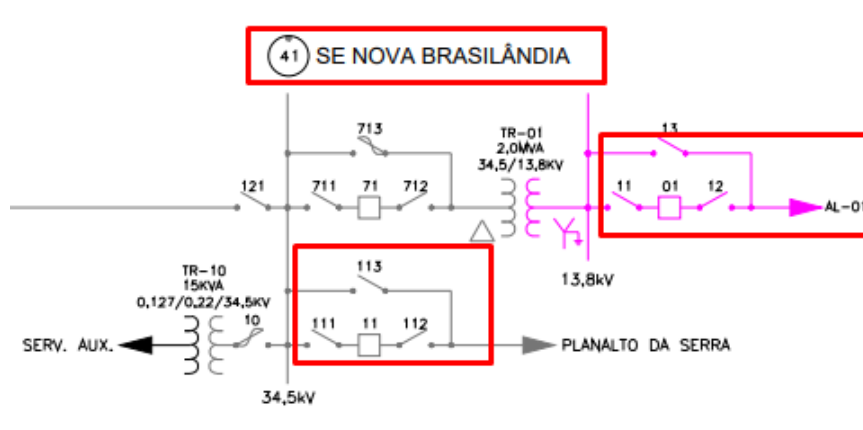 41 SE NOVA BRASILÂNDIA
713
TR-01
2,0MVA
34,5/13,8KV
13
121
711 71 712
11 01 12
AL-01
13,8kV
TR-10
15KVA
0,127/0,22/34,5KV
113
10
111 11 112
SERV. AUX.
PLANALTO DA SERRA
34,5kV